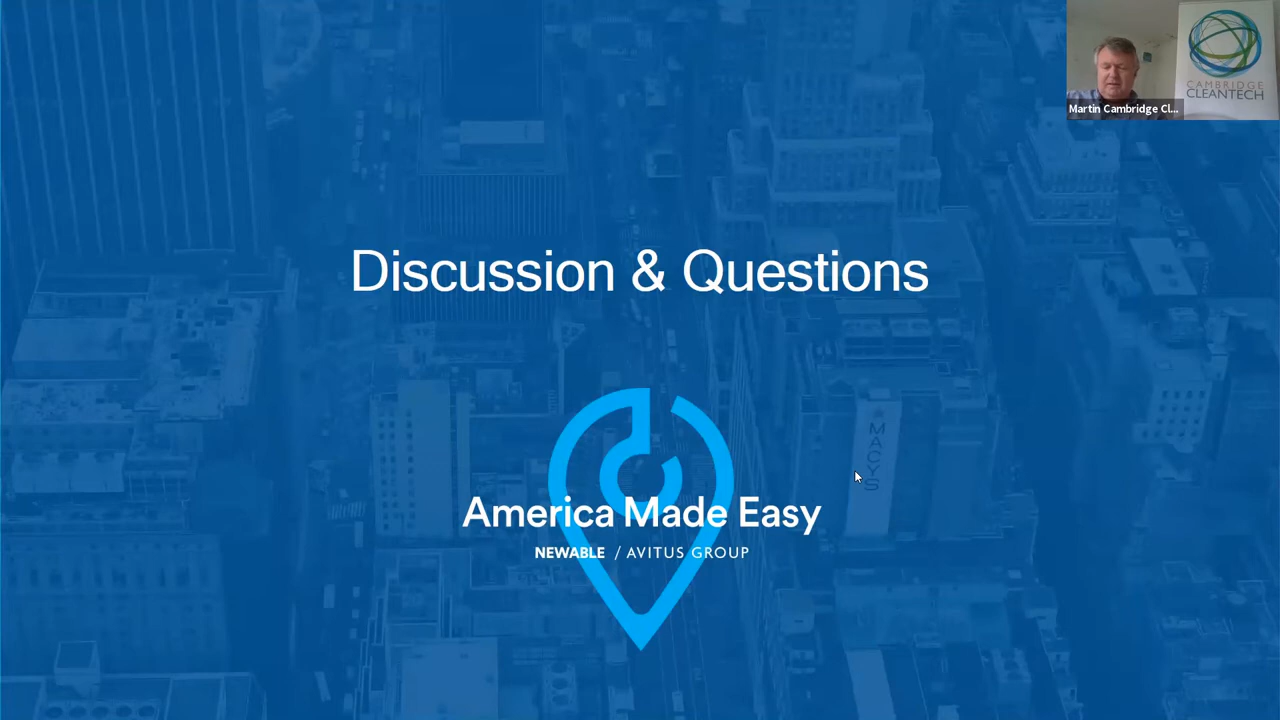 CAMBRIDGE
CLEANTECH
Martin Cambridge Cl...
Discussion & Questions
MACYS
America Made Easy
NEWABLE / AVITUS GROUP